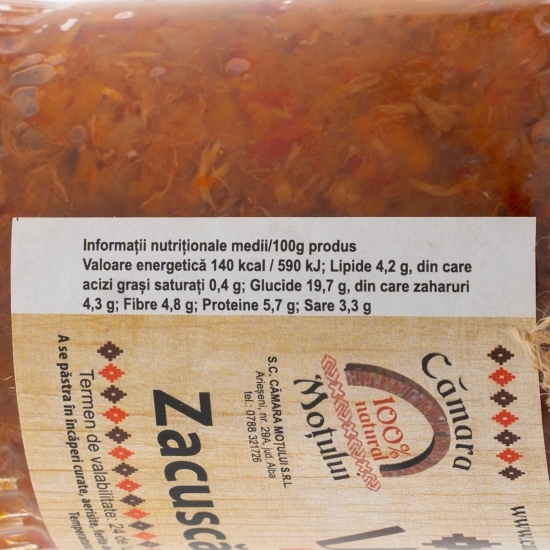 Informații nutriționale medii/100g produs
Valoare energetică 140 kcal / 590 kJ; Lipide 4,2 g, din care
acizi grași saturați 0,4 g; Glucide 19,7 g, din care zaharuri
4,3 g; Fibre 4,8 g; Proteine 5,7 g; Sare 3,3 g
Cămara
Moțului
100%
natural
S.C. CĂMARA MOȚULUI S.R.L.
Arieșeni, nr. 29A, jud. Alba
tel.: 0788 321726
Zacuscă
Termen de valabilitate: 24 de
A se păstra în încăperi curate, aerisite,
www.